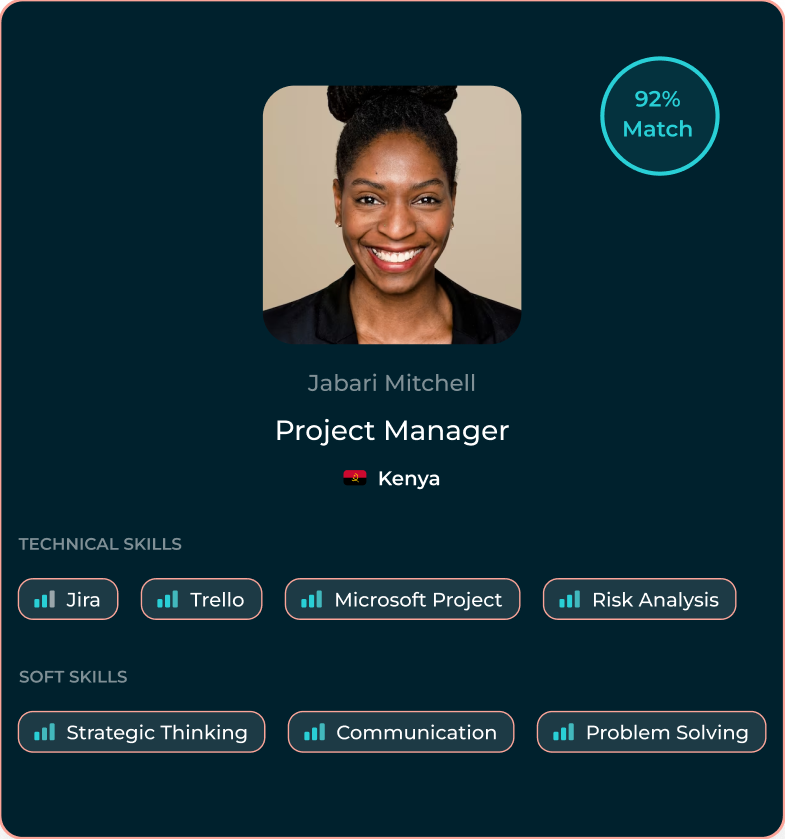 92%
Match
Jabari Mitchell
Project Manager
Kenya
TECHNICAL SKILLS
Jira
Trello
Microsoft Project
Risk Analysis
SOFT SKILLS
Strategic Thinking
Communication
Problem Solving